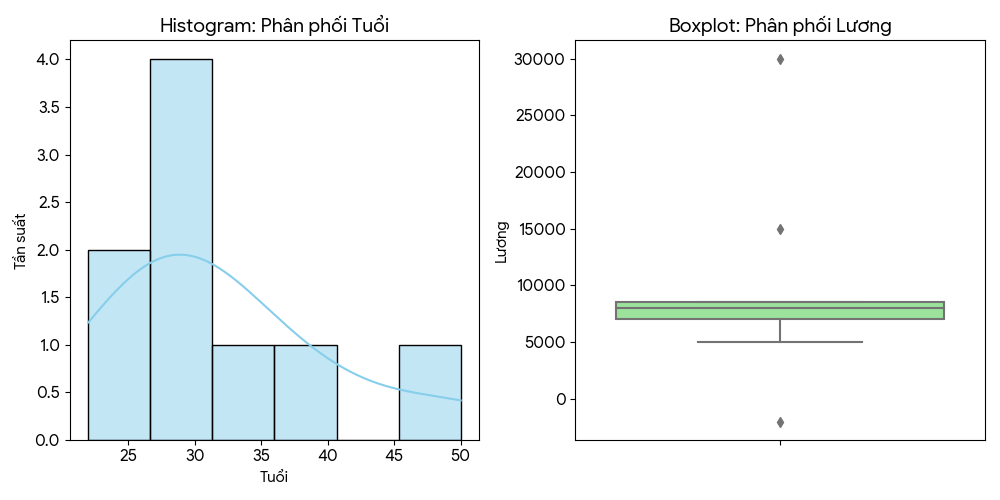 Histogram: Phân phối Tuổi
Tần suất
4.0
3.5
3.0
2.5
2.0
1.5
1.0
0.5
0.0
25 30 35 40 45 50
Tuổi
Boxplot: Phân phối Lương
Lương
30000
25000
20000
15000
10000
5000
0